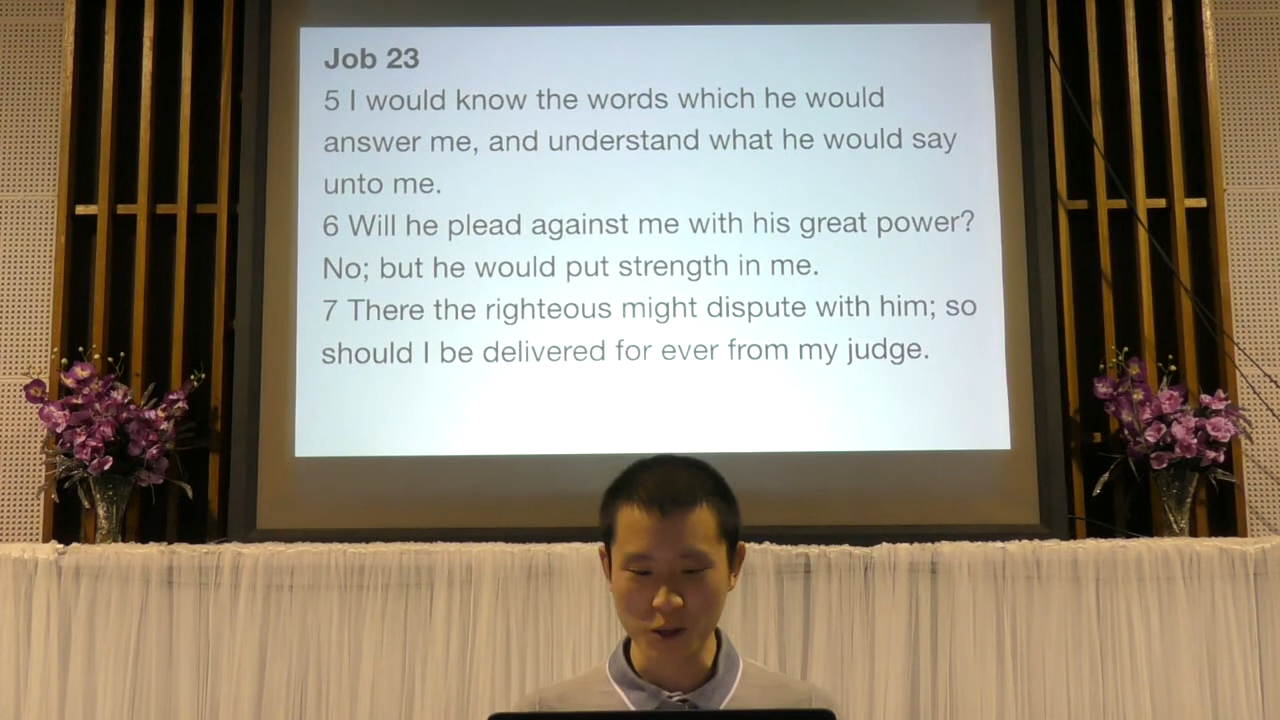 Job 23
5 I would know the words which he would
answer me, and understand what he would say
unto me.
6 Will he plead against me with his great power?
No; but he would put strength in me.
7 There the righteous might dispute with him; so
should I be delivered for ever from my judge.